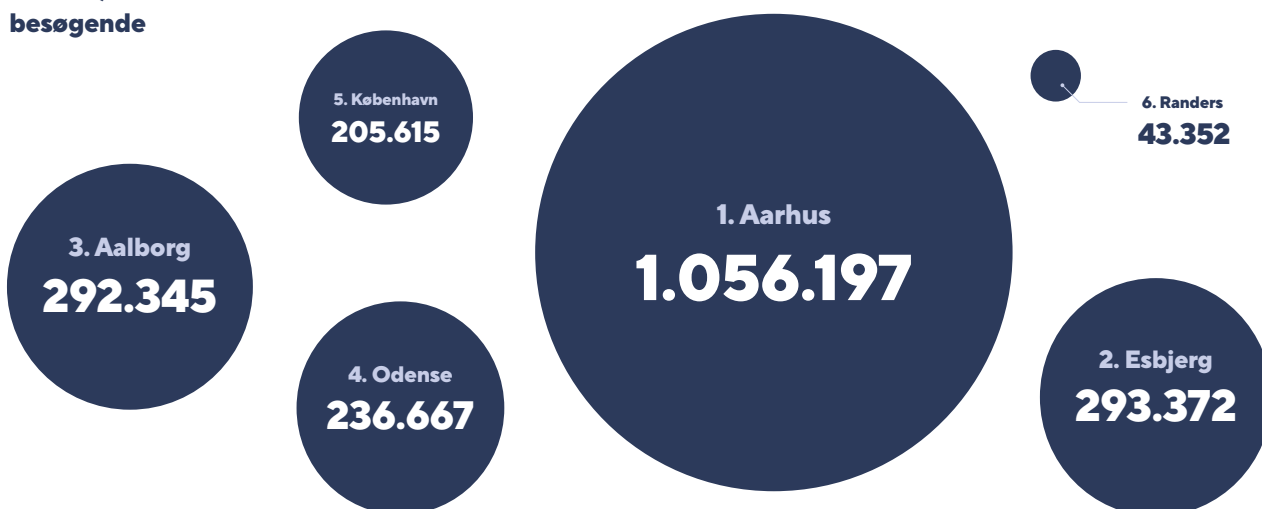 besøgende
5. København
205.615
1. Aarhus
1.056.197
6. Randers
43.352
3. Aalborg
292.345
4. Odense
236.667
2. Esbjerg
293.372